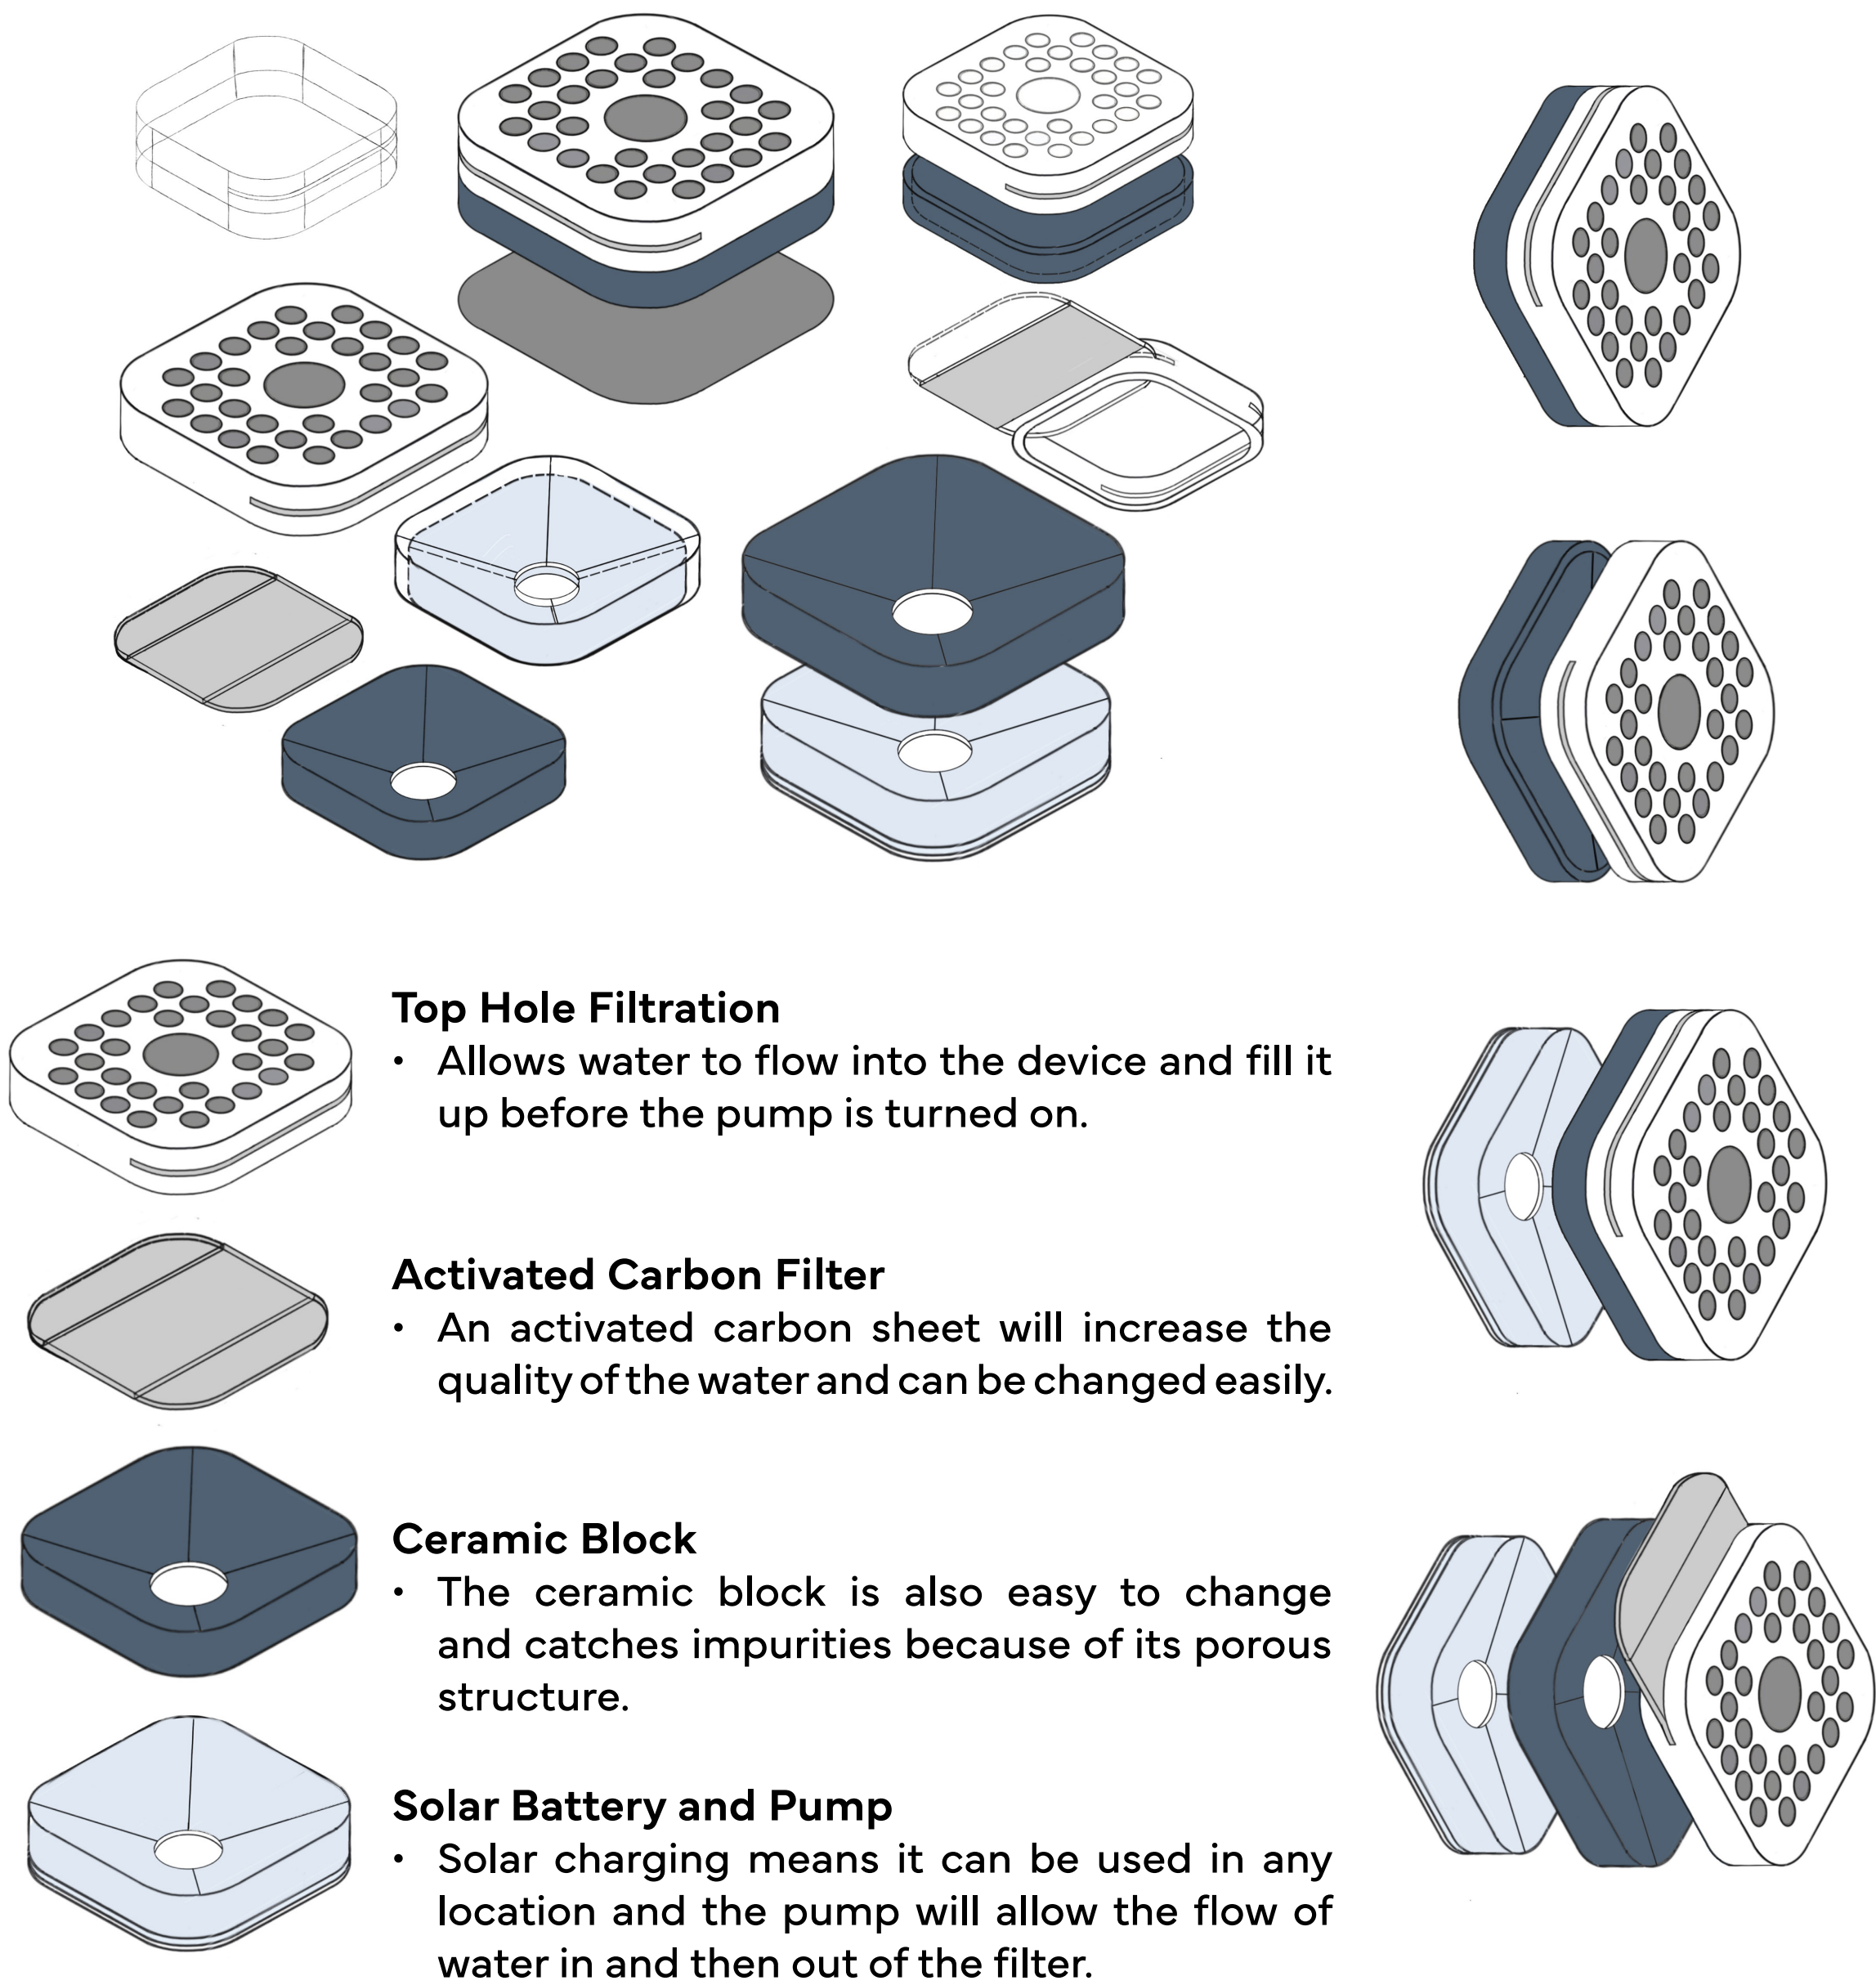 Top Hole Filtration
• Allows water to flow into the device and fill it
up before the pump is turned on.
Activated Carbon Filter
• An activated carbon sheet will increase the
quality of the water and can be changed easily.
Ceramic Block
• The ceramic block is also easy to change
and catches impurities because of its porous
structure.
Solar Battery and Pump
• Solar charging means it can be used in any
location and the pump will allow the flow of
water in and then out of the filter.